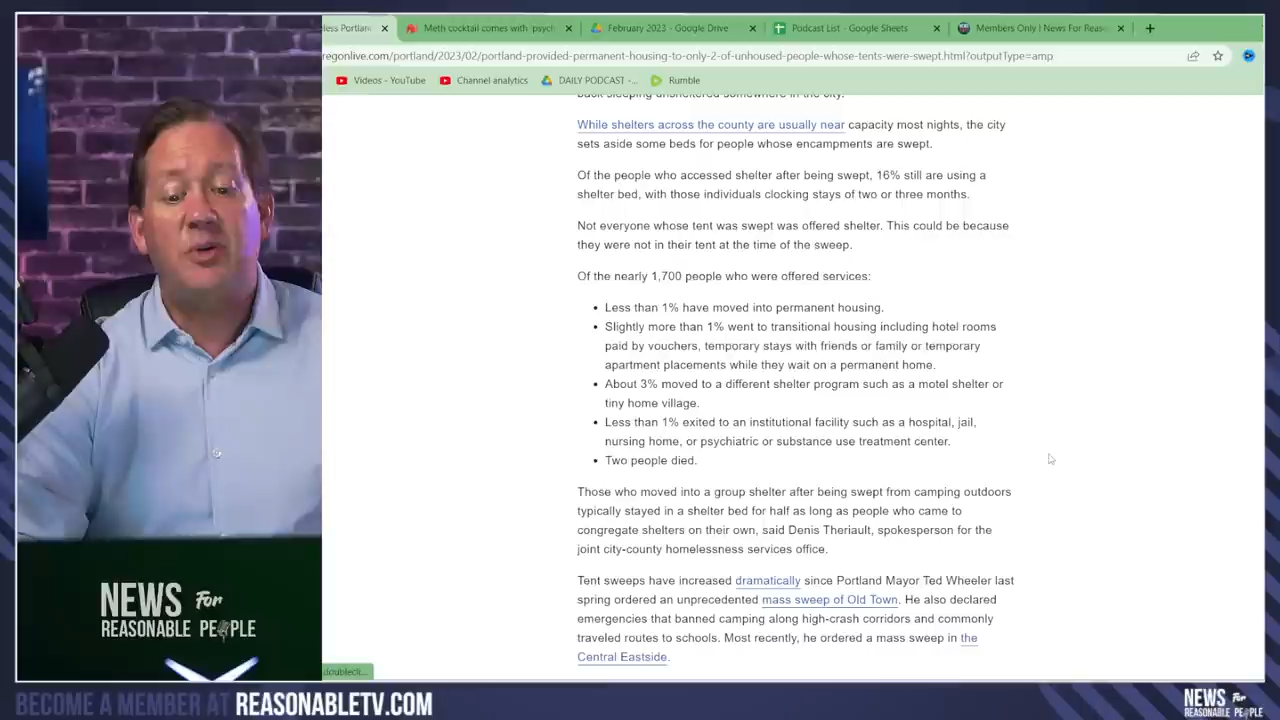 eless Portlan
Meth cocktail comes with 'psych
February 2023 - Google Drive
Podcast List - Google Sheets
Members Only | News For Reaso
regonlive.com/portland/2023/02/portland-provided-permanent-housing-to-only-2-of-unhoused-people-whose-tents-were-swept.html?outputType=amp
Videos - YouTube
Channel analytics
DAILY PODCAST -...
Rumble
back sleeping unsheltered somewhere in the city.
While shelters across the county are usually near capacity most nights, the city
sets aside some beds for people whose encampments are swept.
Of the people who accessed shelter after being swept, 16% still are using a
shelter bed, with those individuals clocking stays of two or three months.
Not everyone whose tent was swept was offered shelter. This could be because
they were not in their tent at the time of the sweep.
Of the nearly 1,700 people who were offered services:
• Less than 1% have moved into permanent housing.
• Slightly more than 1% went to transitional housing including hotel rooms
paid by vouchers, temporary stays with friends or family or temporary
apartment placements while they wait on a permanent home.
• About 3% moved to a different shelter program such as a motel shelter or
tiny home village.
• Less than 1% exited to an institutional facility such as a hospital, jail,
nursing home, or psychiatric or substance use treatment center.
• Two people died.
Those who moved into a group shelter after being swept from camping outdoors
typically stayed in a shelter bed for half as long as people who came to
congregate shelters on their own, said Denis Theriault, spokesperson for the
joint city-county homelessness services office.
Tent sweeps have increased dramatically since Portland Mayor Ted Wheeler last
spring ordered an unprecedented mass sweep of Old Town. He also declared
emergencies that banned camping along high-crash corridors and commonly
traveled routes to schools. Most recently, he ordered a mass sweep in the
Central Eastside.
NEWS For
REASONABLE PEOPLE
BECOME A MEMBER AT REASONABLETV.COM
NEWS For
REASONABLE PEOPLE